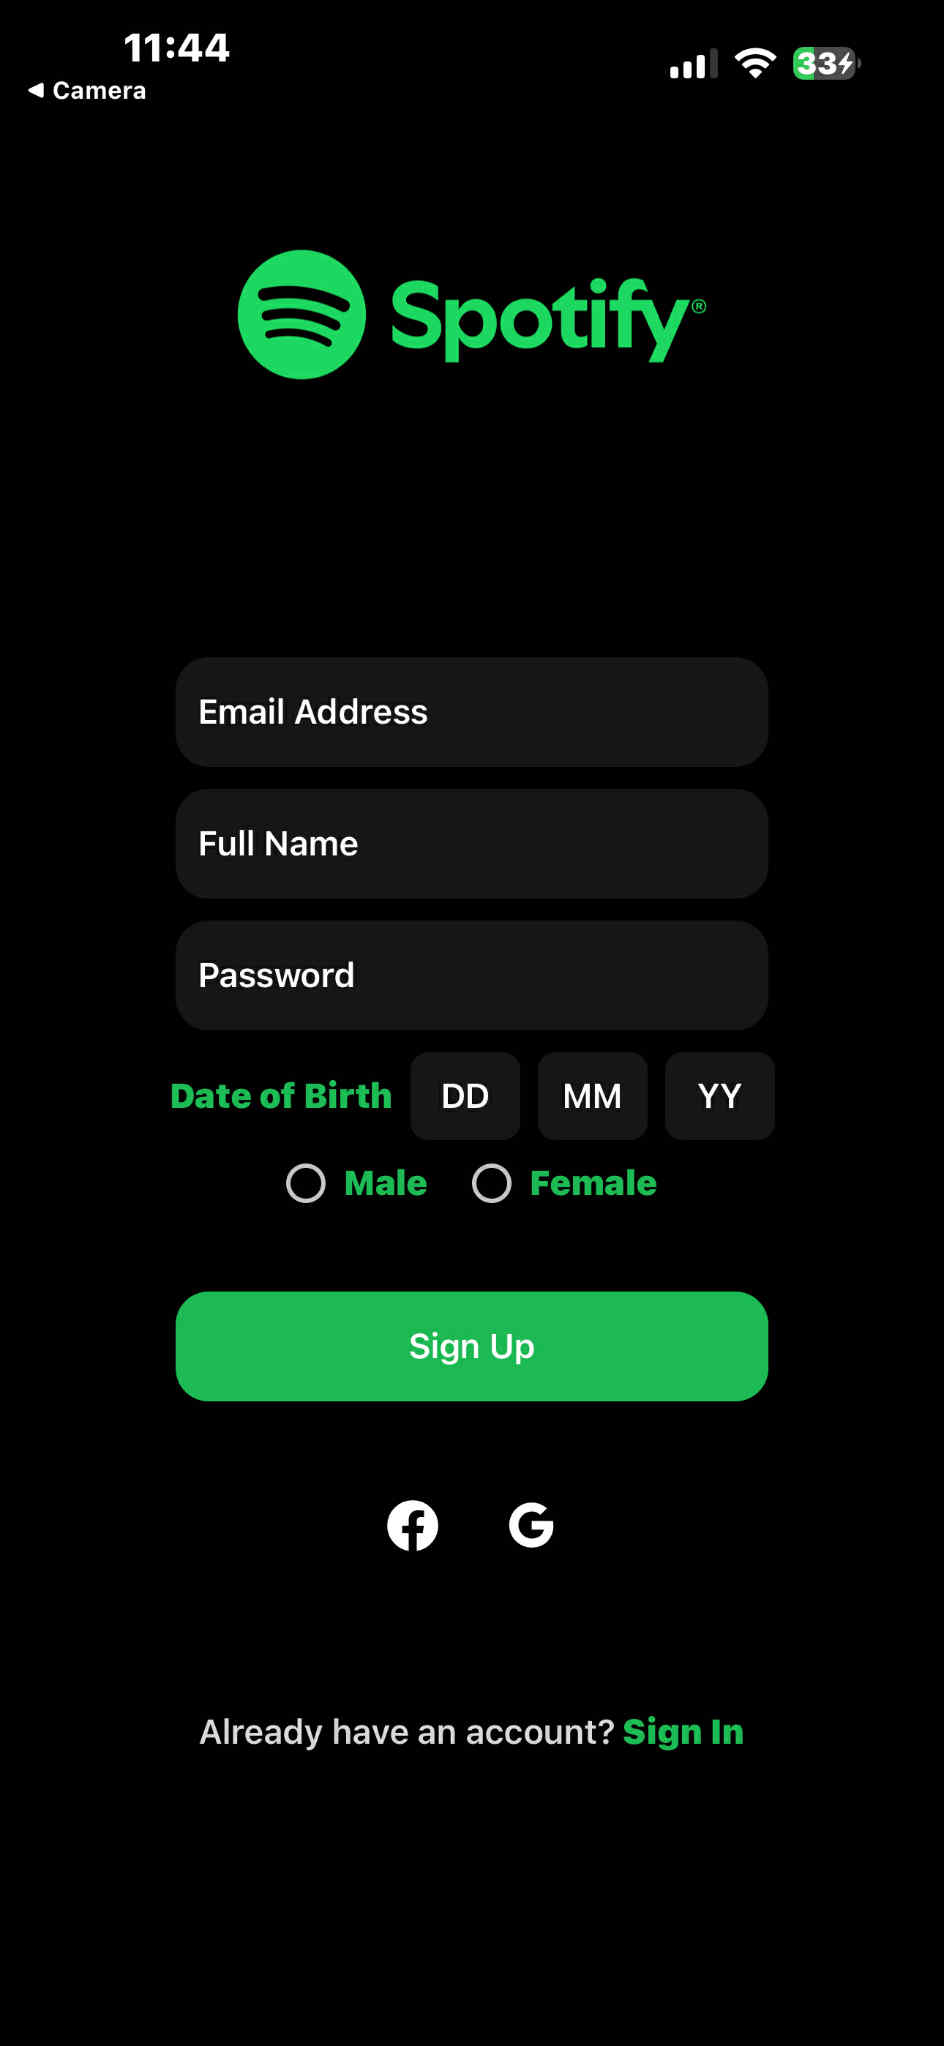 11:44
33
◀ Camera
Spotify®
Email Address
Full Name
Password
Date of Birth DD MM YY
Male Female
Sign Up
Already have an account? Sign In